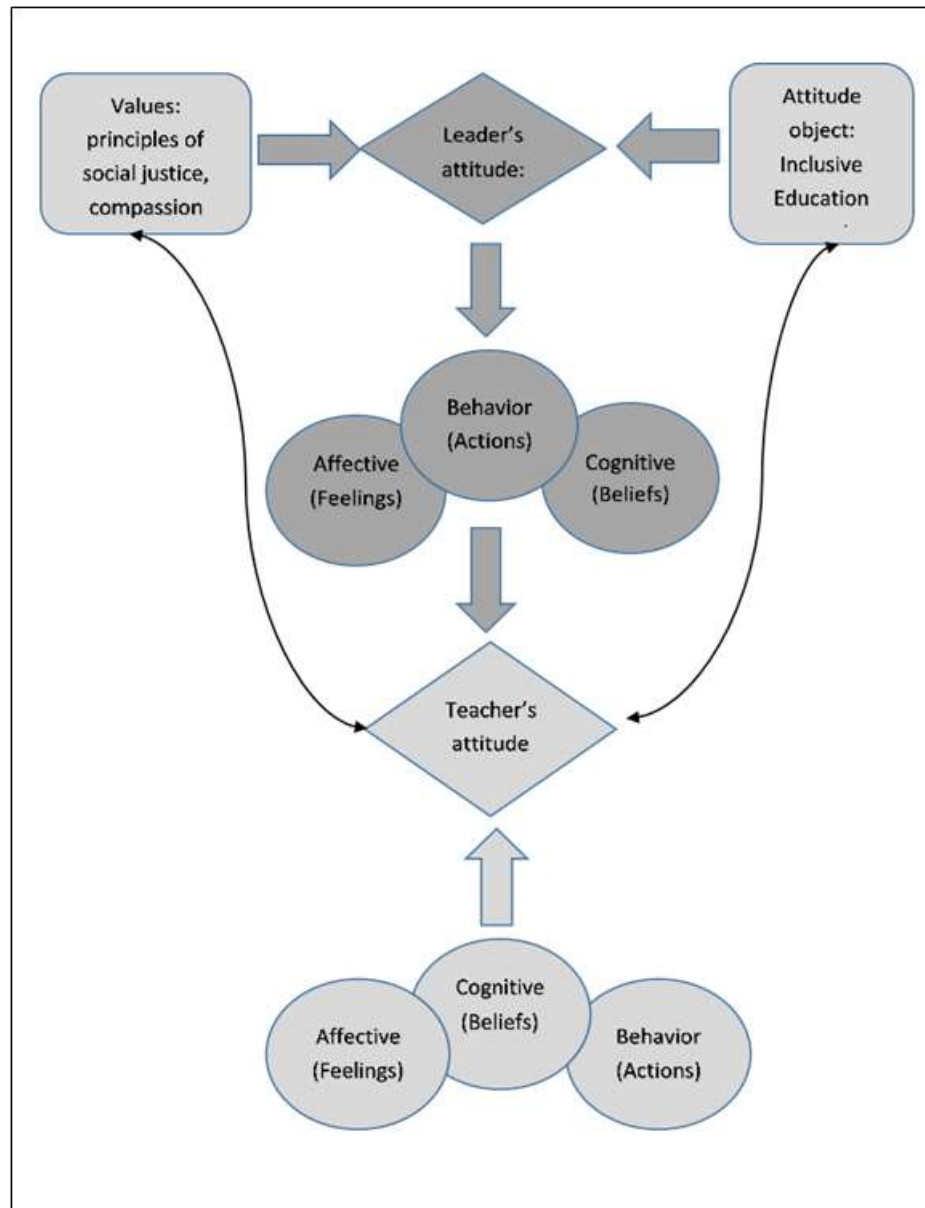 Values:
principles of
social justice,
compassion
Leader's
attitude:
Attitude
object:
Inclusive
Education
.
Behavior
(Actions)
Affective
(Feelings)
Cognitive
(Beliefs)
Teacher's
attitude
Cognitive
(Beliefs)
Affective
(Feelings)
Behavior
(Actions)